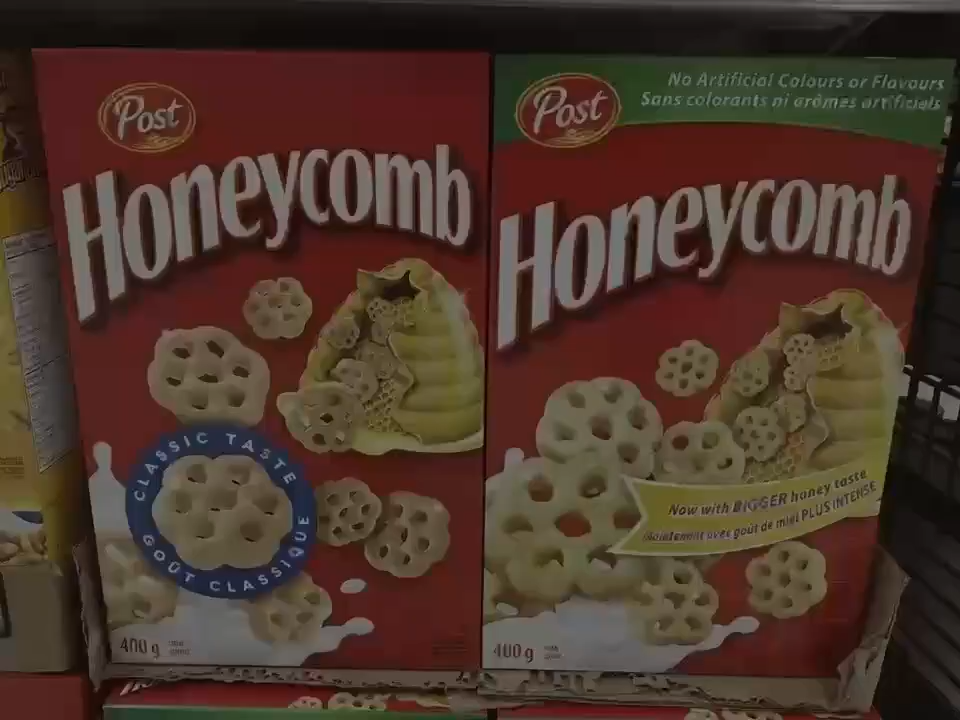 Post
Honeycomb
CLASSIC TASTE
GOÛT CLASSIQUE
400 g
No Artificial Colours or Flavours
Sans colorants ni arômes artificiels
Post
Honeycomb
Now with BIGGER honey taste
Maintenant avec goût de miel PLUS INTENSE
400 g